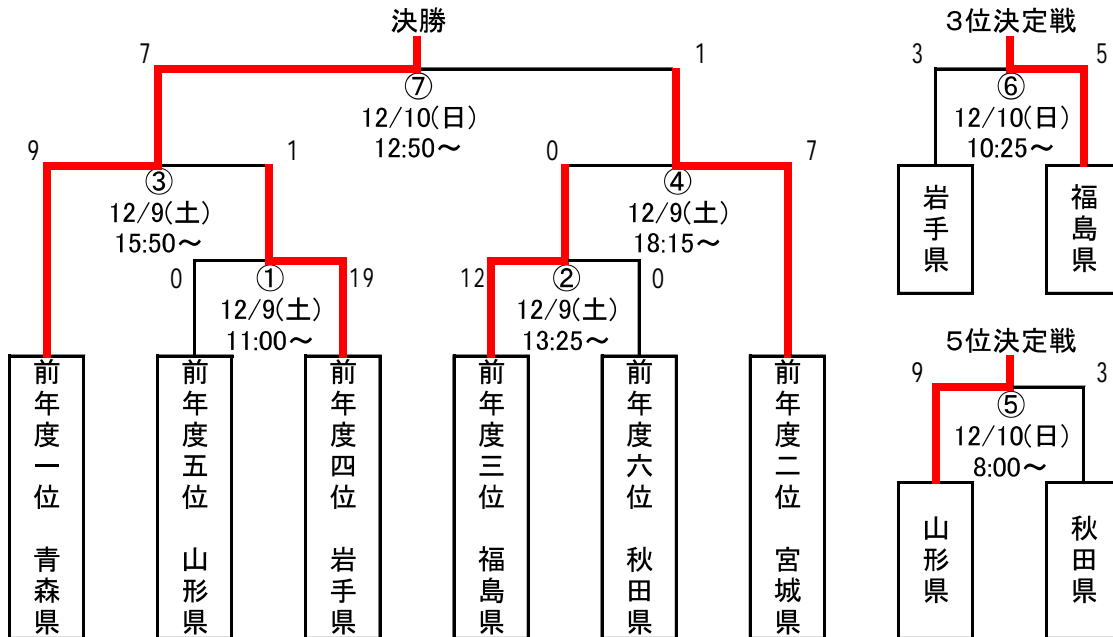 決勝
7
1
⑦
12/10(日)
12:50～
9
1
③
12/9(土)
15:50～
0
7
④
12/9(土)
18:15～
0
19
①
12/9(土)
11:00～
12
0
②
12/9(土)
13:25～
前年度一位 青森県
前年度五位 山形県
前年度四位 岩手県
前年度三位 福島県
前年度六位 秋田県
前年度二位 宮城県
3位決定戦
3
5
⑥
12/10(日)
10:25～
岩手県
福島県
5位決定戦
9
3
⑤
12/10(日)
8:00～
山形県
秋田県